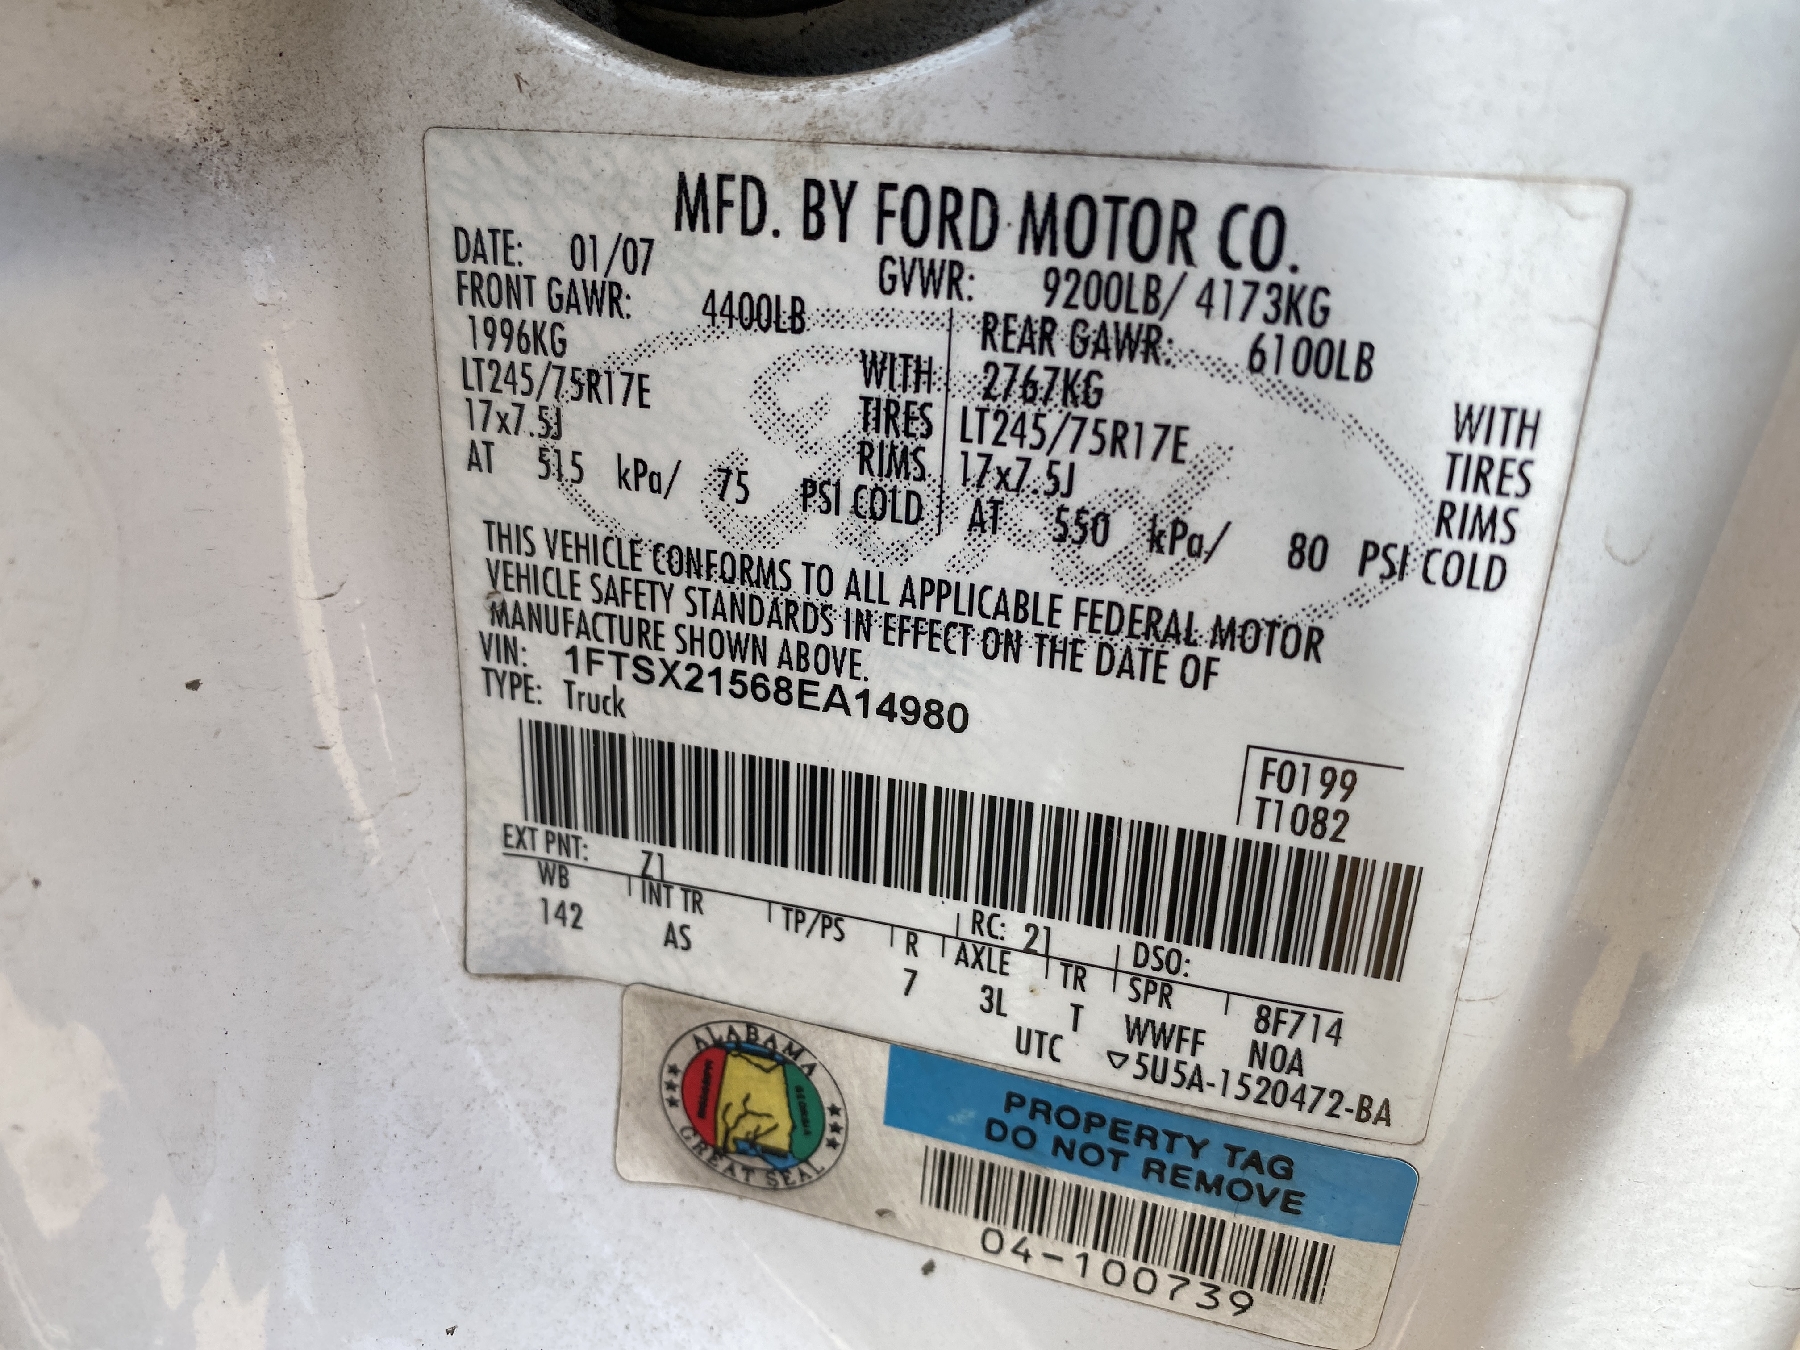 MFD. BY FORD MOTOR CO.
DATE: 01/07 GVWR: 9200LB/ 4173KG
FRONT GAWR: 4400LB REAR GAWR: 6100LB
1996KG WITH 2767KG WITH
LT245/75R17E TIRES LT245/75R17E TIRES
17x7.5J RIMS 17x7.5J RIMS
AT 515 kPa/ 75 PSI COLD AT 550 kPa/ 80 PSI COLD
THIS VEHICLE CONFORMS TO ALL APPLICABLE FEDERAL MOTOR
VEHICLE SAFETY STANDARDS IN EFFECT ON THE DATE OF
MANUFACTURE SHOWN ABOVE.
VIN: 1FTSX21568EA14980
TYPE: Truck
F0199
T1082
EXT PNT: Z1 RC: 21 DSO:
WB INT TR TP/PS R AXLE TR SPR 8F714
142 AS 7 3L T WWFF NOA
UTC ▽5U5A-1520472-BA
Ford
ALABAMA
GEORGIA
GREAT SEAL
PROPERTY TAG
DO NOT REMOVE
04-100739